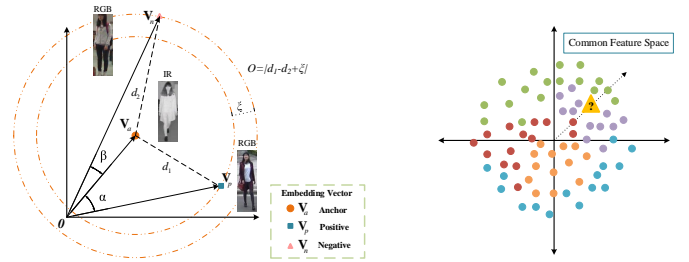 RGB
V_n
O=|d_1-d_2+ξ|
IR
d_2
ξ
V_a
RGB
β
d_1
V_p
α
0
Embedding Vector
V_a Anchor
V_p Positive
V_n Negative
Common Feature Space
?